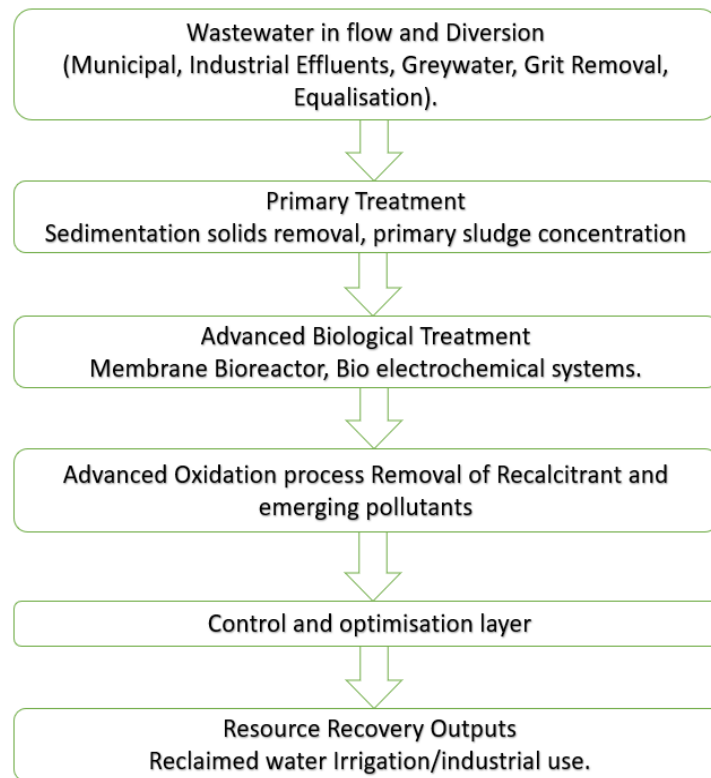 Wastewater in flow and Diversion
(Municipal, Industrial Effluents, Greywater, Grit Removal,
Equalisation).
Primary Treatment
Sedimentation solids removal, primary sludge concentration
Advanced Biological Treatment
Membrane Bioreactor, Bio electrochemical systems.
Advanced Oxidation process Removal of Recalcitrant and
emerging pollutants
Control and optimisation layer
Resource Recovery Outputs
Reclaimed water Irrigation/industrial use.